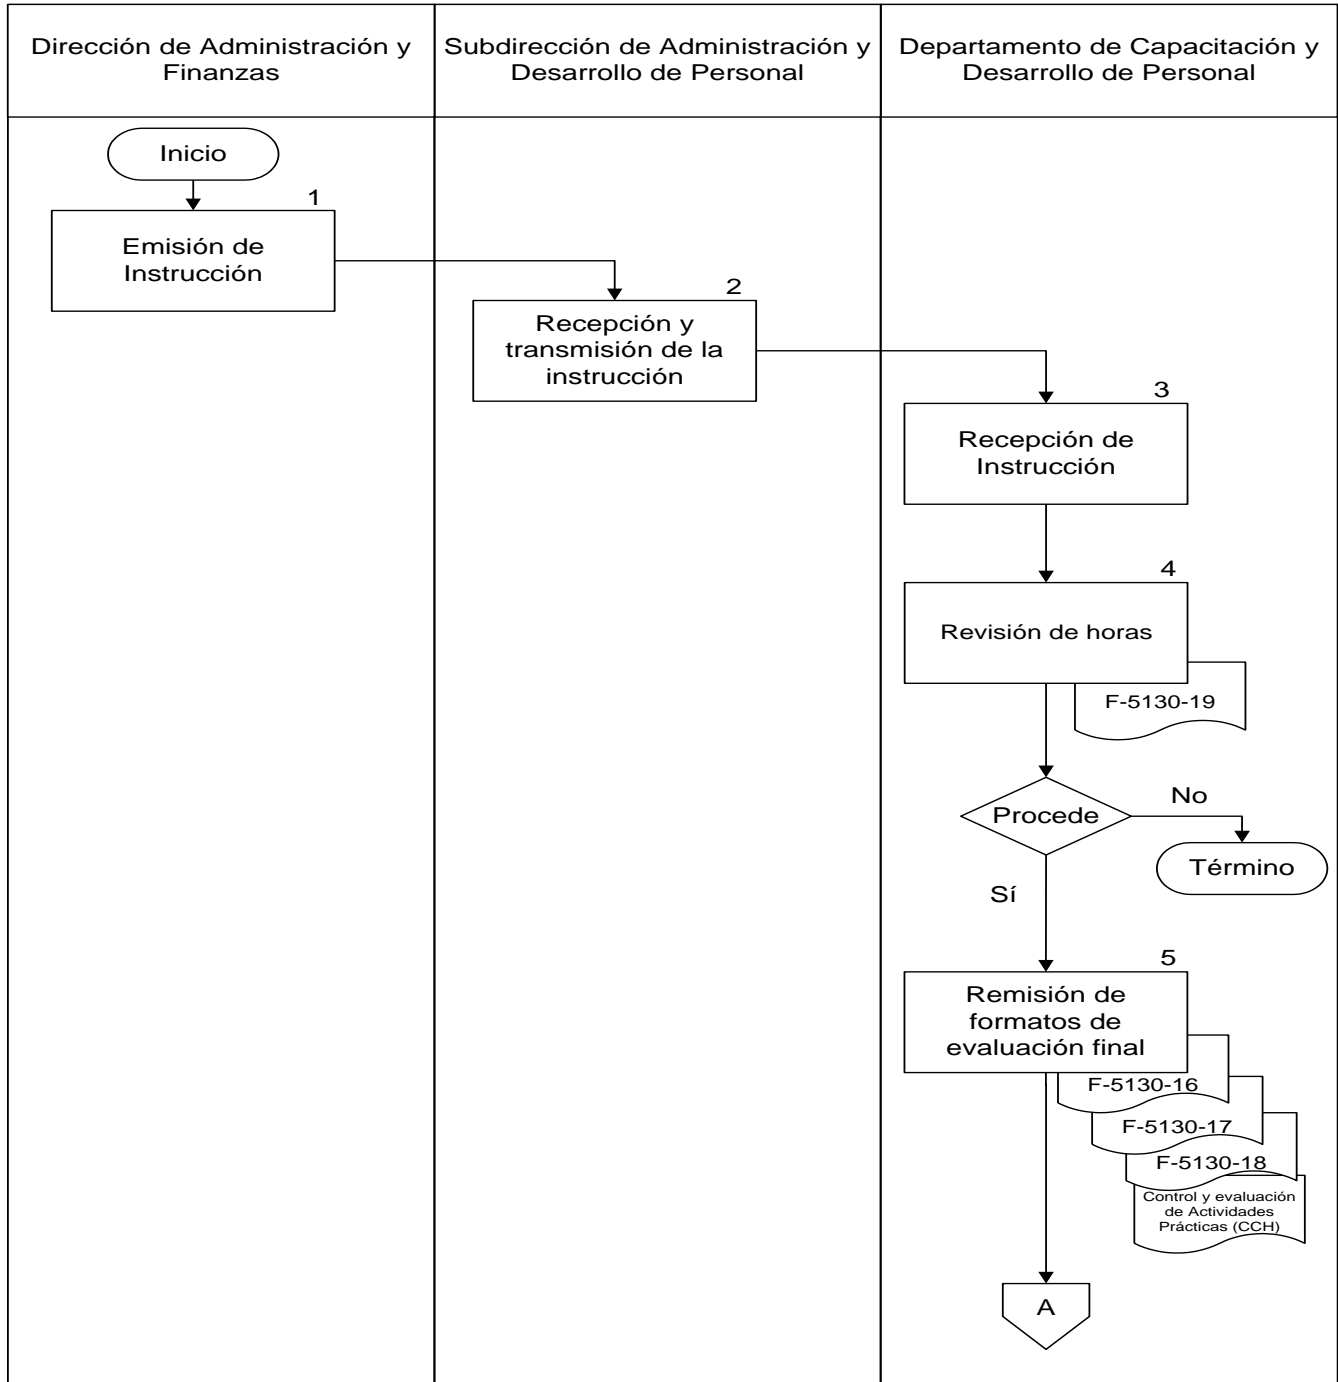 Dirección de Administración y
Finanzas
Subdirección de Administración y
Desarrollo de Personal
Departamento de Capacitación y
Desarrollo de Personal
Inicio
1
Emisión de
Instrucción
2
Recepción y
transmisión de la
instrucción
3
Recepción de
Instrucción
4
Revisión de horas
F-5130-19
Procede
No
Término
Sí
5
Remisión de
formatos de
evaluación final
F-5130-16
F-5130-17
F-5130-18
Control y evaluación
de Actividades
Prácticas (CCH)
A